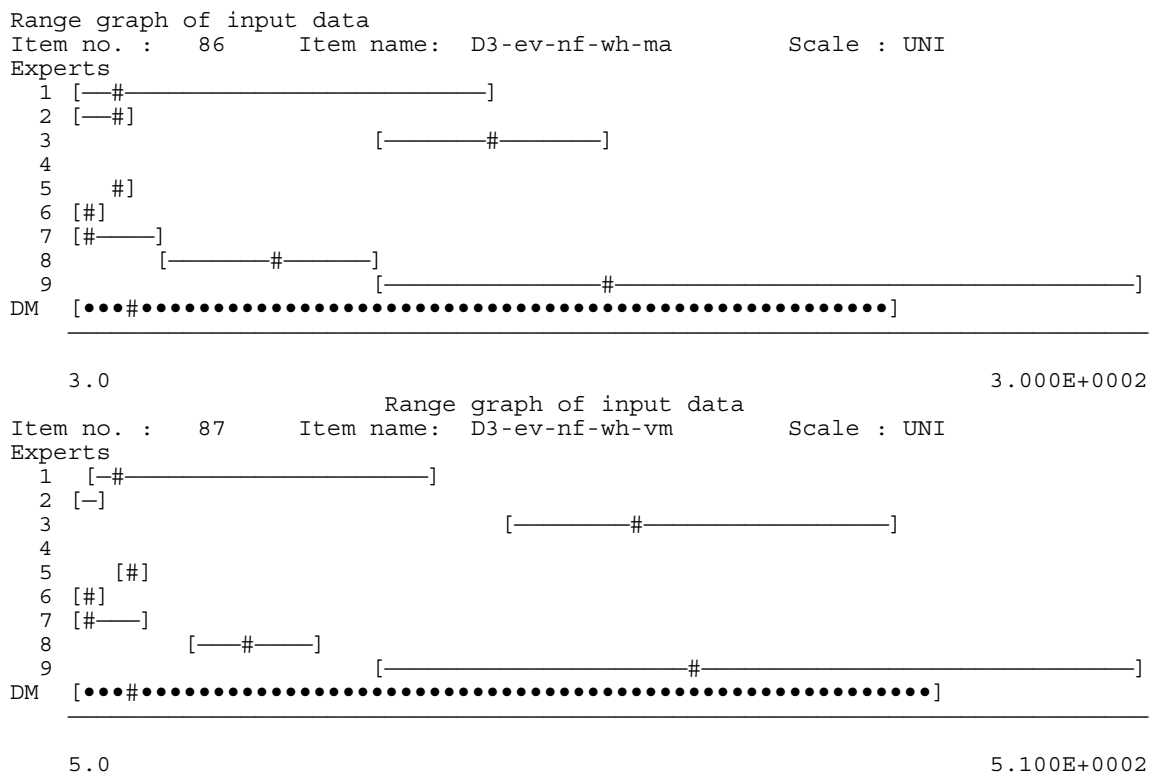 Range graph of input data
Item no. :   86      Item name:  D3-ev-nf-wh-ma        Scale : UNI
Experts
  1  [——#—————————————————————————]
  2  [——#]
  3                       [———————#———————]
  4
  5     #]
  6  [#]
  7  [#————]
  8        [———————#——————]
  9                       [———————————————#————————————————————————————————————]
DM   [•••#••••••••••••••••••••••••••••••••••••••••••••••••••••]
    ———————————————————————————————————————————————————————————————————————————
    3.0                                                             3.000E+0002
                          Range graph of input data
Item no. :   87      Item name:  D3-ev-nf-wh-vm        Scale : UNI
Experts
  1   [—#—————————————————————]
  2  [—]
  3                               [————————#—————————————————]
  4
  5     [#]
  6  [#]
  7  [#———]
  8          [———#————]
  9                       [—————————————————————#——————————————————————————————]
DM   [•••#•••••••••••••••••••••••••••••••••••••••••••••••••••••••]
    ———————————————————————————————————————————————————————————————————————————
    5.0                                                             5.100E+0002